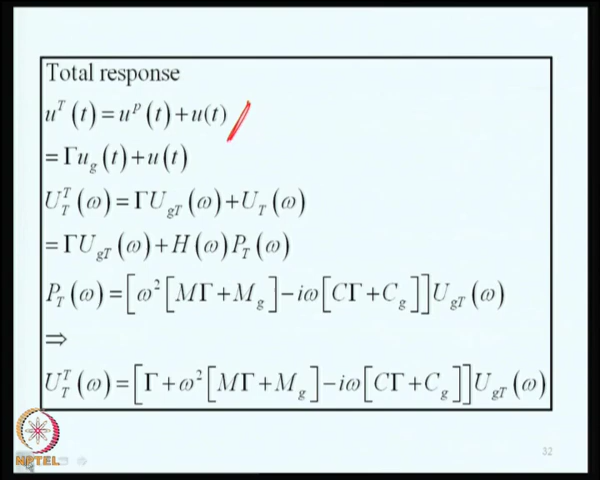 Total response
u^T(t) = u^p(t) + u(t)
= Γu_g(t) + u(t)
U_T^T(ω) = ΓU_gT(ω) + U_T(ω)
= ΓU_gT(ω) + H(ω)P_T(ω)
P_T(ω) = [ω²[MΓ + M_g] − iω[CΓ + C_g]]U_gT(ω)
⇒
U_T^T(ω) = [Γ + ω²[MΓ + M_g] − iω[CΓ + C_g]]U_gT(ω)
NPTEL
32